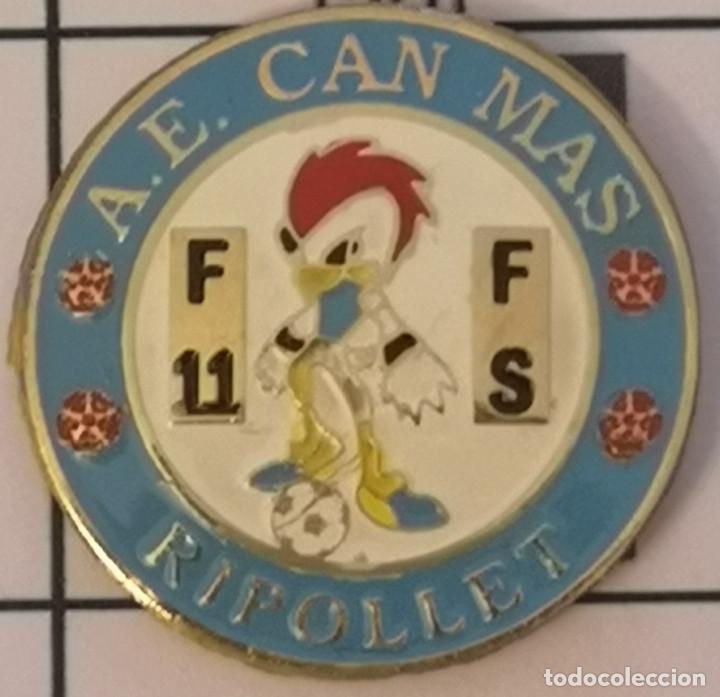 A.E. CAN MAS
F 11
F S
RIPOLLET
todocoleccion